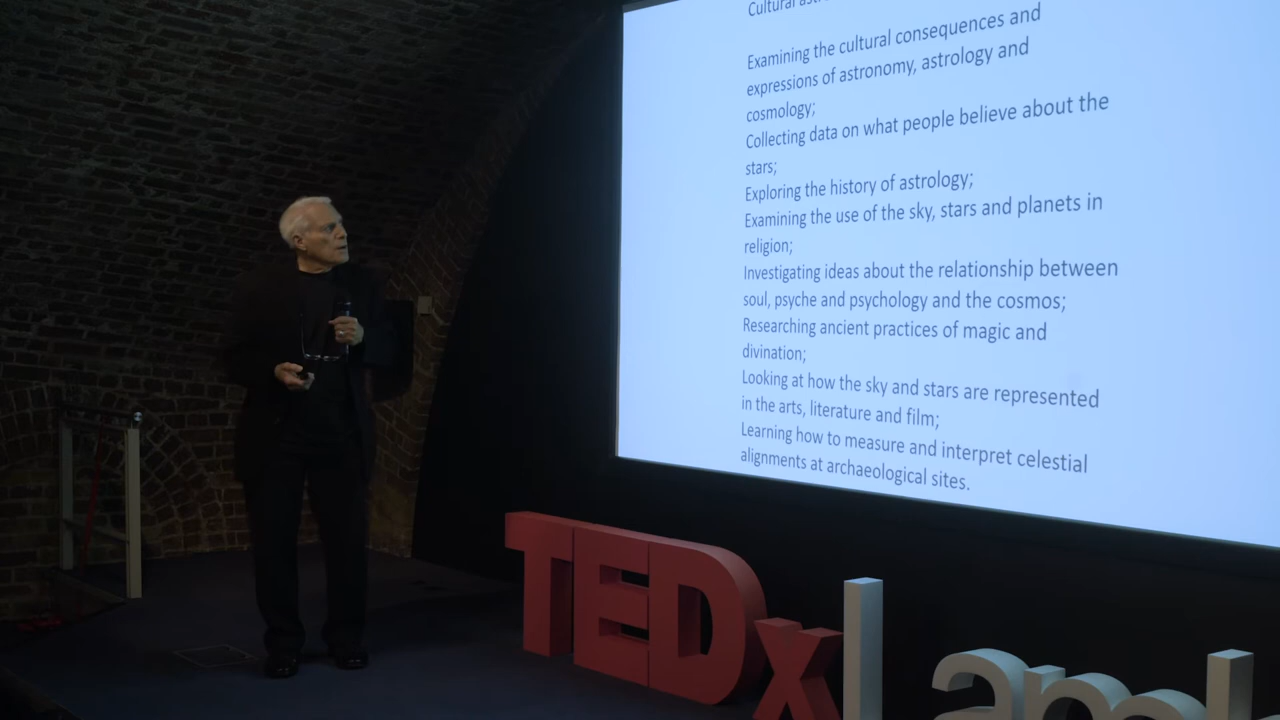 Cultural
Examining the cultural consequences and
expressions of astronomy, astrology and
cosmology;
Collecting data on what people believe about the
stars;
Exploring the history of astrology;
Examining the use of the sky, stars and planets in
religion;
Investigating ideas about the relationship between
soul, psyche and psychology and the cosmos;
Researching ancient practices of magic and
divination;
Looking at how the sky and stars are represented
in the arts, literature and film;
Learning how to measure and interpret celestial
alignments at archaeological sites.
TEDx